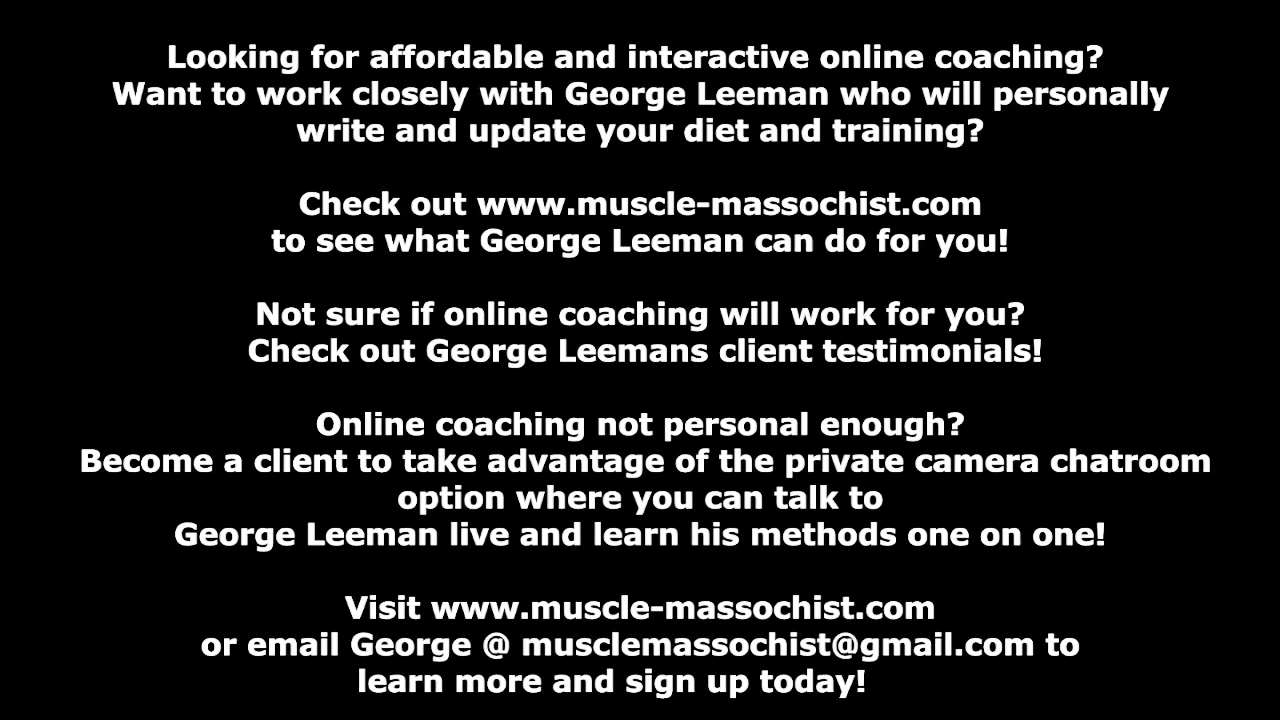 Looking for affordable and interactive online coaching?
Want to work closely with George Leeman who will personally
write and update your diet and training?
Check out www.muscle-massochist.com
to see what George Leeman can do for you!
Not sure if online coaching will work for you?
Check out George Leemans client testimonials!
Online coaching not personal enough?
Become a client to take advantage of the private camera chatroom
option where you can talk to
George Leeman live and learn his methods one on one!
Visit www.muscle-massochist.com
or email George @ musclemassochist@gmail.com to
learn more and sign up today!